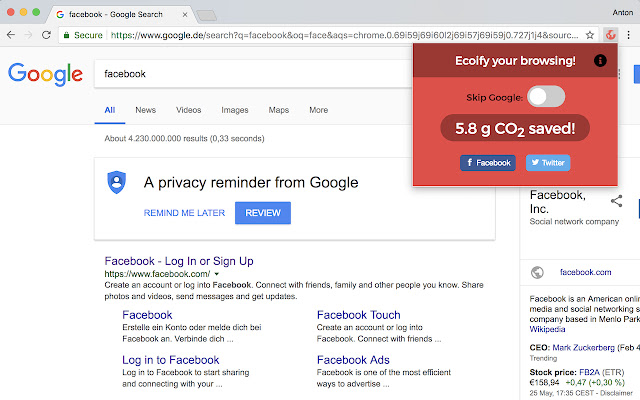 facebook - Google Search
Anton
Secure
https://www.google.de/search?q=facebook&oq=face&aqs=chrome.0.69i59j69i60l2j69i57j69i59j0.727j1j4&sourc...
Google
facebook
All News Videos Images Maps More
About 4.230.000.000 results (0,33 seconds)
Ecoify your browsing!
Skip Google:
5.8 g CO2 saved!
Facebook
Twitter
A privacy reminder from Google
REMIND ME LATER
REVIEW
Facebook - Log In or Sign Up
https://www.facebook.com/
Create an account or log into Facebook. Connect with friends, family and other people you know. Share
photos and videos, send messages and get updates.
Facebook
Erstelle ein Konto oder melde dich bei
Facebook an. Verbinde dich ...
Facebook Touch
Create an account or log into
Facebook. Connect with friends ...
Log in to Facebook
Log in to Facebook to start sharing
and connecting with your ...
Facebook Ads
Facebook is one of the most efficient
ways to advertise ...
Facebook,
Inc.
Social network company
facebook.com
Facebook is an American onlin
media and social networking s
company based in Menlo Park
Wikipedia
CEO: Mark Zuckerberg (Feb 4
Trending
Stock price: FB2A (ETR)
€158,94 +0,47 (+0,30 %)
25 May, 17:35 CEST - Disclaimer